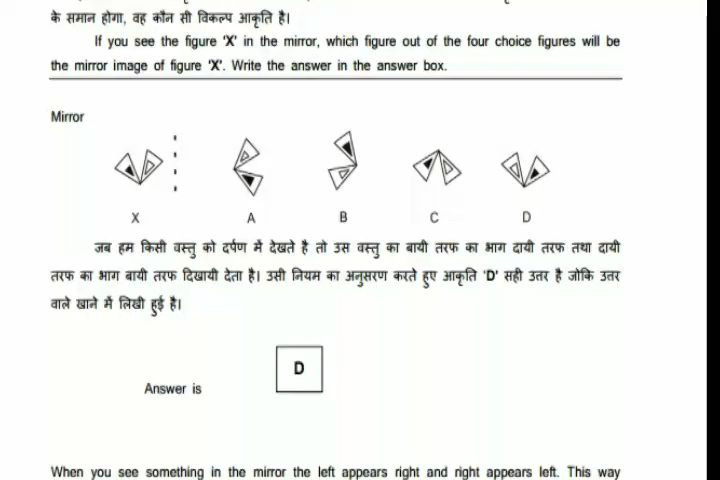 के समान होगा, वह कौन सी विकल्प आकृति है।
If you see the figure 'X' in the mirror, which figure out of the four choice figures will be
the mirror image of figure 'X'. Write the answer in the answer box.
Mirror
X A B C D
जब हम किसी वस्तु को दर्पण में देखते है तो उस वस्तु का बायी तरफ का भाग दायी तरफ तथा दायी
तरफ का भाग बायी तरफ दिखायी देता है। उसी नियम का अनुसरण करते हुए आकृति 'D' सही उत्तर है जोकि उत्तर
वाले खाने में लिखी हुई है।
D
Answer is
When you see something in the mirror the left appears right and right appears left. This way